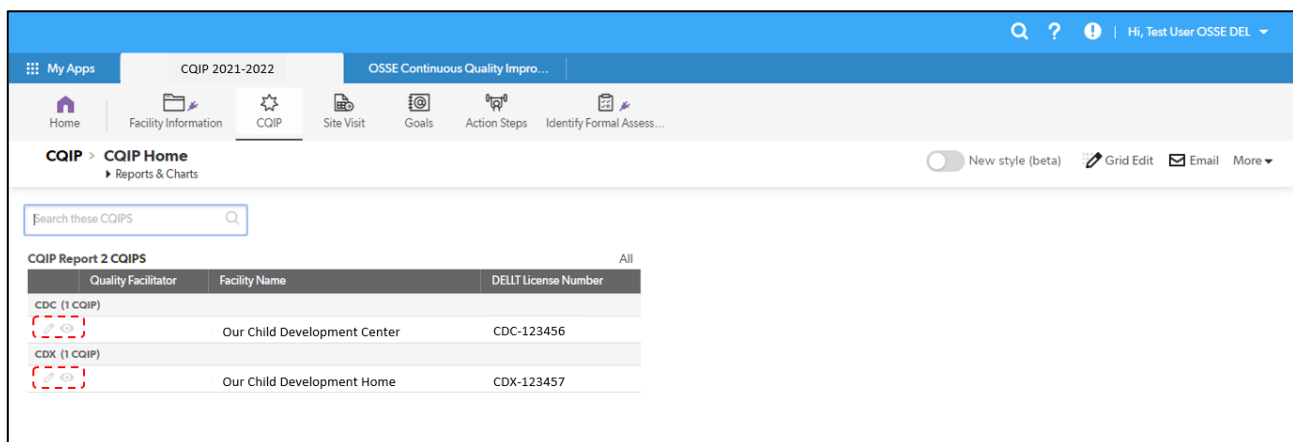 ? ! | Hi, Test User OSSE DEL
My Apps CQIP 2021-2022 OSSE Continuous Quality Impro...
Home Facility Information CQIP Site Visit Goals Action Steps Identify Formal Assess...
CQIP > CQIP Home New style (beta) Grid Edit Email More
Reports & Charts
Search these CQIPS
CQIP Report 2 CQIPS All
Quality Facilitator Facility Name DELLT License Number
CDC (1 CQIP)
Our Child Development Center CDC-123456
CDX (1 CQIP)
Our Child Development Home CDX-123457